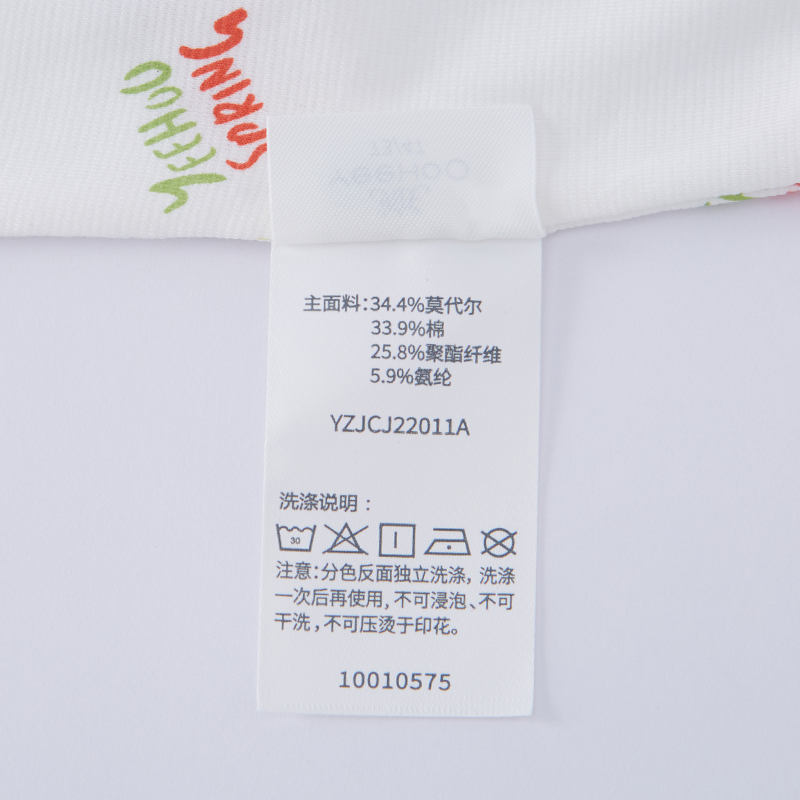 SPRING
YEEHOO
主面料:34.4%莫代尔
33.9%棉
25.8%聚酯纤维
5.9%氨纶
YZJCJ22011A
洗涤说明：
30
注意:分色反面独立洗涤，洗涤
一次后再使用，不可浸泡、不可
干洗，不可压烫于印花。
10010575